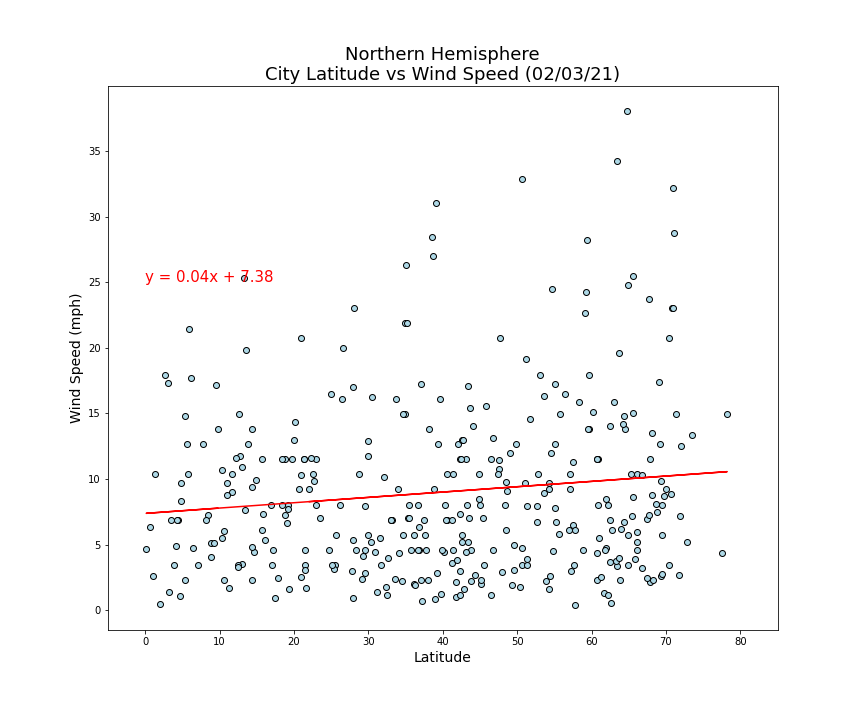 Northern Hemisphere
City Latitude vs Wind Speed (02/03/21)
Wind Speed (mph)
35
30
25
20
15
10
5
0
y = 0.04x + 7.38
0 10 20 30 40 50 60 70 80
Latitude